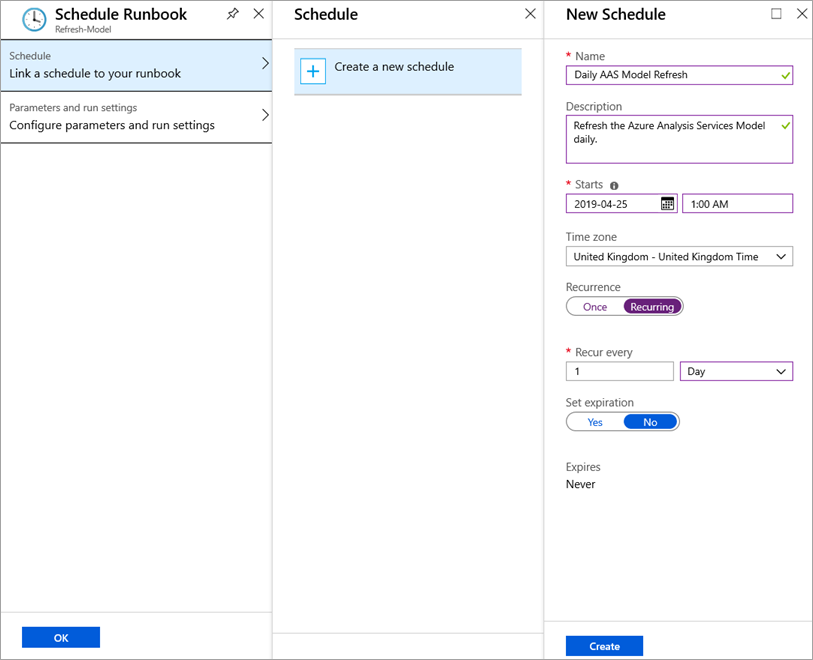 Schedule Runbook
Refresh-Model
Schedule
Link a schedule to your runbook
Parameters and run settings
Configure parameters and run settings
OK
Schedule
Create a new schedule
New Schedule
* Name
Daily AAS Model Refresh
Description
Refresh the Azure Analysis Services Model
daily.
* Starts
2019-04-25 1:00 AM
Time zone
United Kingdom - United Kingdom Time
Recurrence
Once Recurring
* Recur every
1 Day
Set expiration
Yes No
Expires
Never
Create